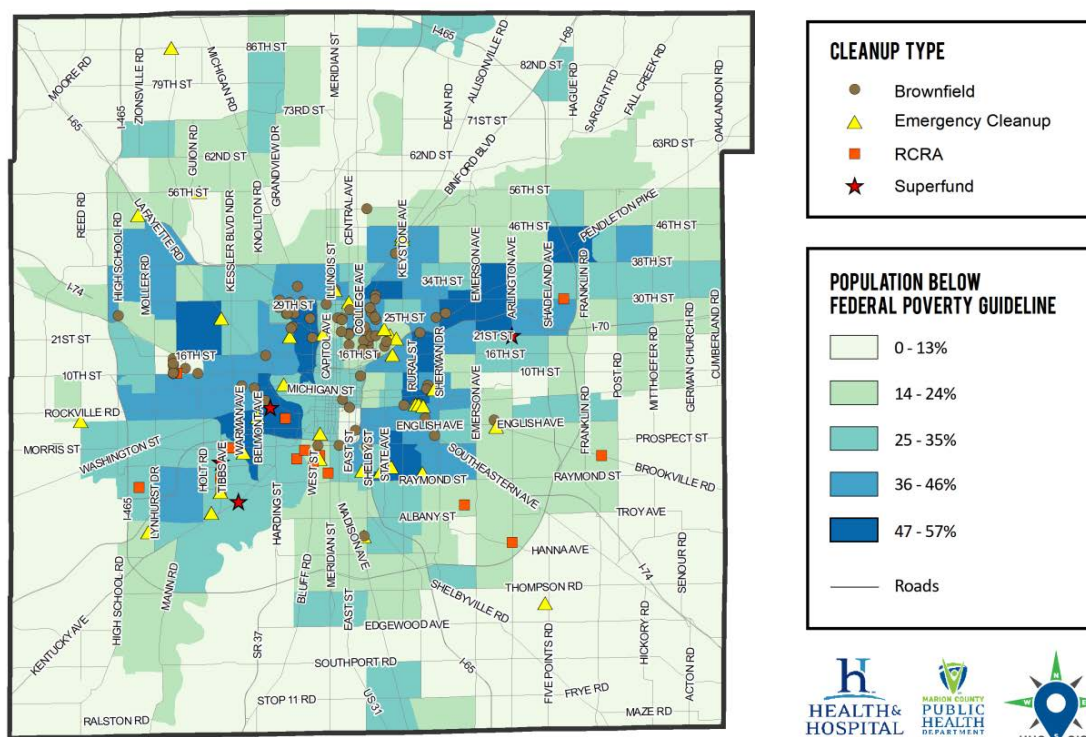 MOORE RD
I-65
I-465
ZIONSVILLE RD
79TH ST
MICHIGAN RD
86TH ST
73RD ST
MERIDIAN ST
I-465
ALLISONVILLE RD
I-69
82ND ST
DEAN RD
71ST ST
62ND ST
BINFORD BLVD
HAGUE RD
SARGENT RD
FALL CREEK RD
OAKLANDON RD
63RD ST
GUION RD
62ND ST
56TH ST
GRANDVIEW DR
KNOLLTON RD
KESSLER BLVD NDR
REED RD
HIGH SCHOOL RD
LAFAYETTE RD
MOLLER RD
CENTRAL AVE
KEYSTONE AVE
56TH ST
46TH ST
PENDLETON PIKE
46TH ST
38TH ST
34TH ST
EMERSON AVE
ARLINGTON AVE
SHADELAND AVE
FRANKLIN RD
30TH ST
I-70
I-74
21ST ST
16TH ST
10TH ST
29TH ST
ILLINOIS ST
COLLEGE AVE
25TH ST
CAPITOL AVE
16TH ST
RURAL ST
SHERMAN DR
21ST ST
16TH ST
10TH ST
POST RD
MITTHOEFER RD
GERMAN CHURCH RD
CUMBERLAND RD
MICHIGAN ST
ROCKVILLE RD
MORRIS ST
WASHINGTON ST
WARMAN AVE
BELMONT AVE
HOLT RD
TIBBS AVE
LYNHURST DR
I-465
HARDING ST
WEST ST
EAST ST
SHELBY ST
STATE AVE
ENGLISH AVE
EMERSON AVE
ENGLISH AVE
SOUTHEASTERN AVE
RAYMOND ST
FRANKLIN RD
RAYMOND ST
PROSPECT ST
BROOKVILLE RD
TROY AVE
ALBANY ST
HANNA AVE
I-74
SENOUR RD
MADISON AVE
MERIDIAN ST
BLUFF RD
EAST ST
SHELBYVILLE RD
THOMPSON RD
EDGEWOOD AVE
KENTUCKY AVE
HIGH SCHOOL RD
MANN RD
SR 37
SOUTHPORT RD
I-65
STOP 11 RD
US-31
RALSTON RD
FIVE POINTS RD
FRYE RD
HICKORY RD
ACTON RD
MAZE RD
CLEANUP TYPE
Brownfield
Emergency Cleanup
RCRA
Superfund
POPULATION BELOW
FEDERAL POVERTY GUIDELINE
0 - 13%
14 - 24%
25 - 35%
36 - 46%
47 - 57%
Roads
HEALTH&
HOSPITAL
MARION COUNTY
PUBLIC
HEALTH
DEPARTMENT
N
W
E